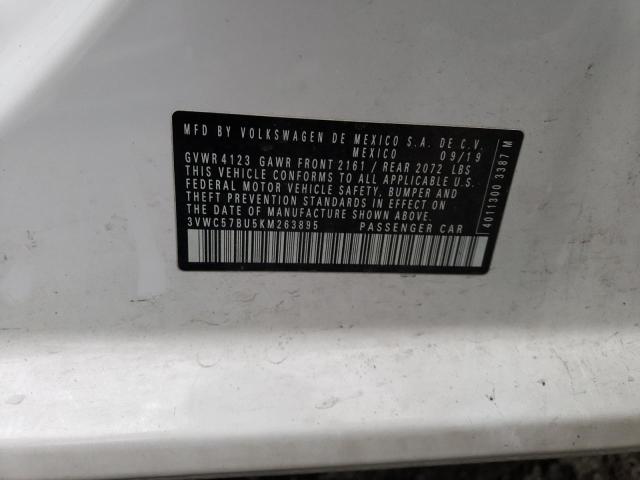 MFD BY VOLKSWAGEN DE MEXICO S.A. DE C.V.
MEXICO 09/19
GVWR 4123 GAWR FRONT 2161 / REAR 2072 LBS
THIS VEHICLE CONFORMS TO ALL APPLICABLE U.S.
FEDERAL MOTOR VEHICLE SAFETY, BUMPER AND
THEFT PREVENTION STANDARDS IN EFFECT ON
THE DATE OF MANUFACTURE SHOWN ABOVE.
3VWC57BU5KM263895 PASSENGER CAR
4011300 3387 M